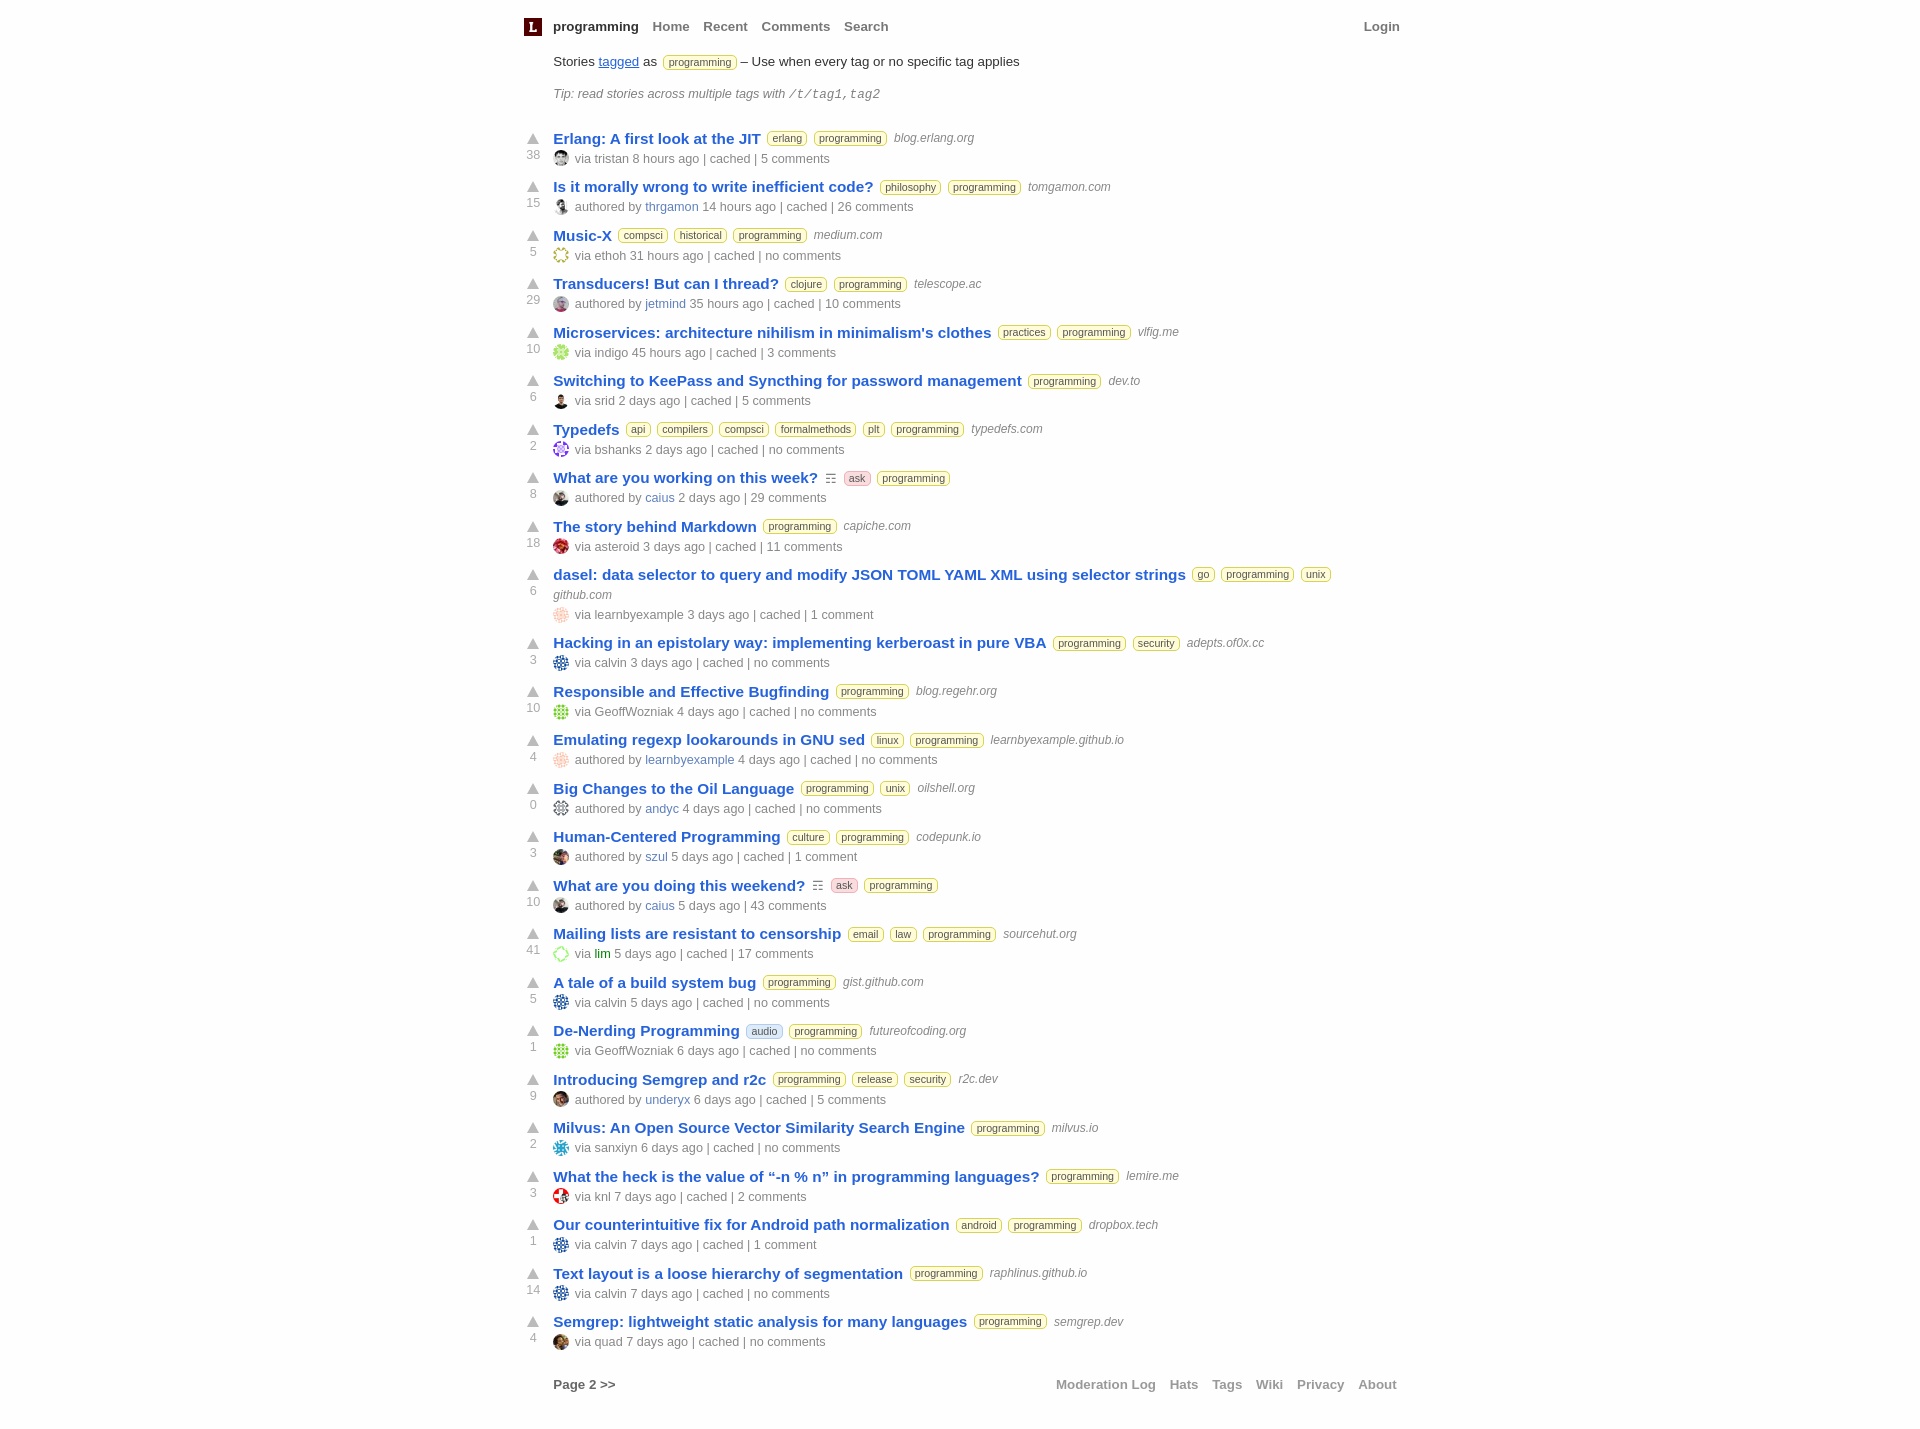 L programming Home Recent Comments Search Login
Stories tagged as programming – Use when every tag or no specific tag applies
Tip: read stories across multiple tags with /t/tag1,tag2
Erlang: A first look at the JIT erlang programming blog.erlang.org
38 via tristan 8 hours ago | cached | 5 comments
Is it morally wrong to write inefficient code? philosophy programming tomgamon.com
15 authored by thrgamon 14 hours ago | cached | 26 comments
Music-X compsci historical programming medium.com
5 via ethoh 31 hours ago | cached | no comments
Transducers! But can I thread? clojure programming telescope.ac
29 authored by jetmind 35 hours ago | cached | 10 comments
Microservices: architecture nihilism in minimalism's clothes practices programming vlfig.me
10 via indigo 45 hours ago | cached | 3 comments
Switching to KeePass and Syncthing for password management programming dev.to
6 via srid 2 days ago | cached | 5 comments
Typedefs api compilers compsci formalmethods plt programming typedefs.com
2 via bshanks 2 days ago | cached | no comments
What are you working on this week? ☶ ask programming
8 authored by caius 2 days ago | 29 comments
The story behind Markdown programming capiche.com
18 via asteroid 3 days ago | cached | 11 comments
dasel: data selector to query and modify JSON TOML YAML XML using selector strings go programming unix
6 github.com
via learnbyexample 3 days ago | cached | 1 comment
Hacking in an epistolary way: implementing kerberoast in pure VBA programming security adepts.of0x.cc
3 via calvin 3 days ago | cached | no comments
Responsible and Effective Bugfinding programming blog.regehr.org
10 via GeoffWozniak 4 days ago | cached | no comments
Emulating regexp lookarounds in GNU sed linux programming learnbyexample.github.io
4 authored by learnbyexample 4 days ago | cached | no comments
Big Changes to the Oil Language programming unix oilshell.org
0 authored by andyc 4 days ago | cached | no comments
Human-Centered Programming culture programming codepunk.io
3 authored by szul 5 days ago | cached | 1 comment
What are you doing this weekend? ☶ ask programming
10 authored by caius 5 days ago | 43 comments
Mailing lists are resistant to censorship email law programming sourcehut.org
41 via lim 5 days ago | cached | 17 comments
A tale of a build system bug programming gist.github.com
5 via calvin 5 days ago | cached | no comments
De-Nerding Programming audio programming futureofcoding.org
1 via GeoffWozniak 6 days ago | cached | no comments
Introducing Semgrep and r2c programming release security r2c.dev
9 authored by underyx 6 days ago | cached | 5 comments
Milvus: An Open Source Vector Similarity Search Engine programming milvus.io
2 via sanxiyn 6 days ago | cached | no comments
What the heck is the value of “-n % n” in programming languages? programming lemire.me
3 via knl 7 days ago | cached | 2 comments
Our counterintuitive fix for Android path normalization android programming dropbox.tech
1 via calvin 7 days ago | cached | 1 comment
Text layout is a loose hierarchy of segmentation programming raphlinus.github.io
14 via calvin 7 days ago | cached | no comments
Semgrep: lightweight static analysis for many languages programming semgrep.dev
4 via quad 7 days ago | cached | no comments
Page 2 >> Moderation Log Hats Tags Wiki Privacy About